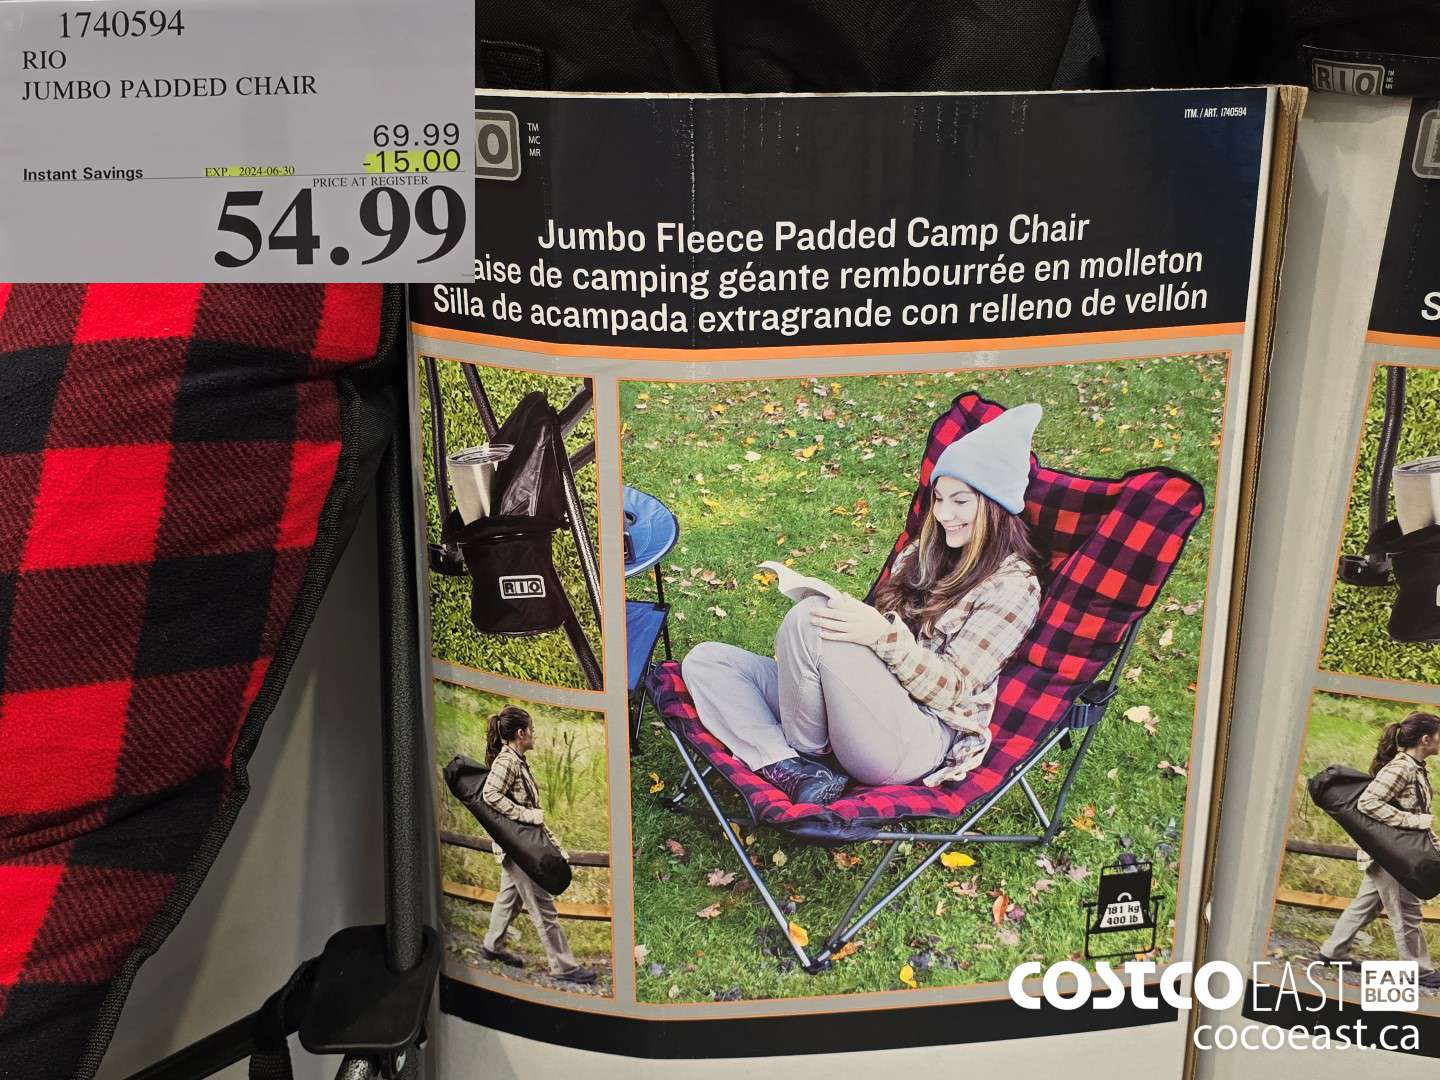 1740594
RIO
JUMBO PADDED CHAIR
69.99
Instant Savings EXP. 2024-06-30 -15.00
PRICE AT REGISTER
54.99
TM
MC
MR
ITM. / ART. 1740594
Jumbo Fleece Padded Camp Chair
aise de camping géante rembourrée en molleton
Silla de acampada extragrande con relleno de vellón
RIO
181 kg
400 lb
RIO
COSTCO EAST FAN BLOG
cocoeast.ca